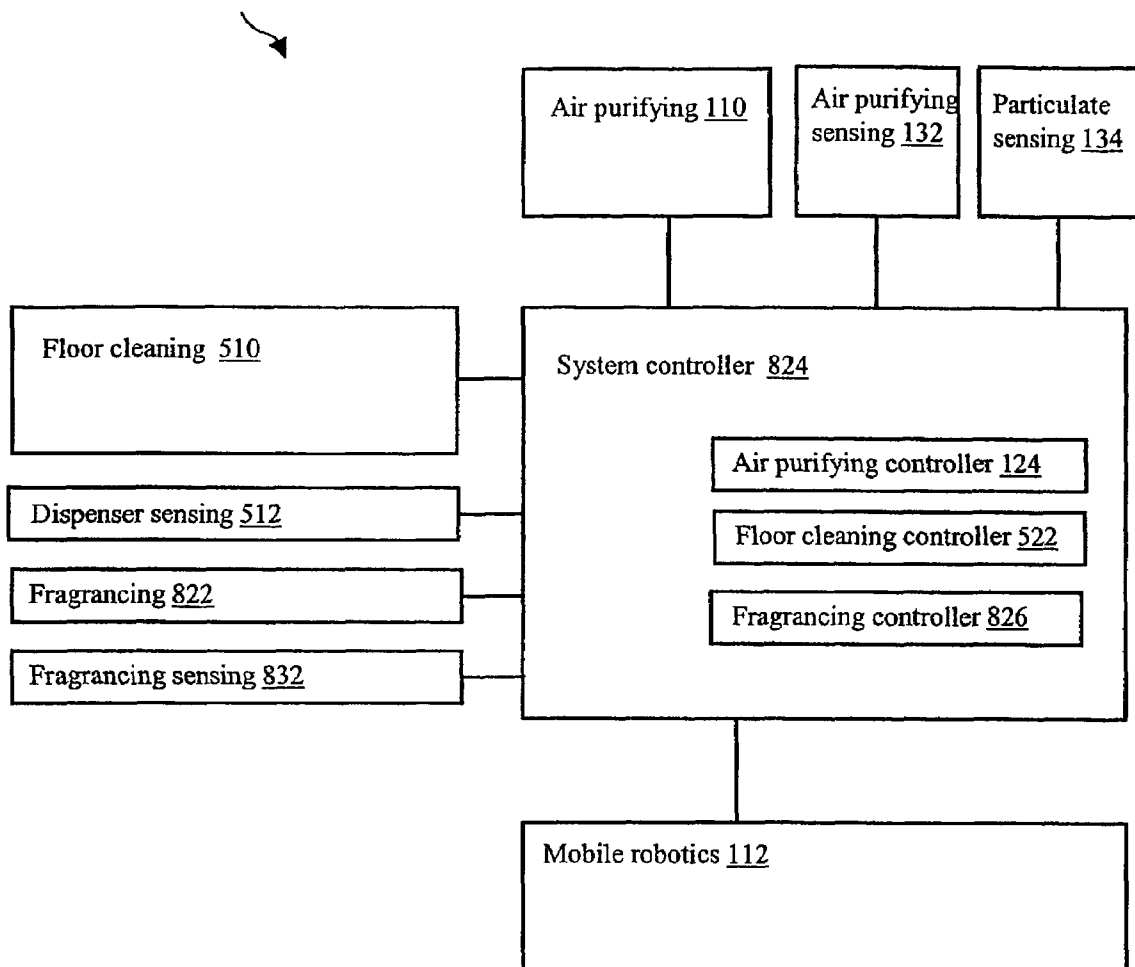 Air purifying 110
Air purifying
sensing 132
Particulate
sensing 134
Floor cleaning 510
System controller 824
Air purifying controller 124
Floor cleaning controller 522
Fragrancing controller 826
Dispenser sensing 512
Fragrancing 822
Fragrancing sensing 832
Mobile robotics 112